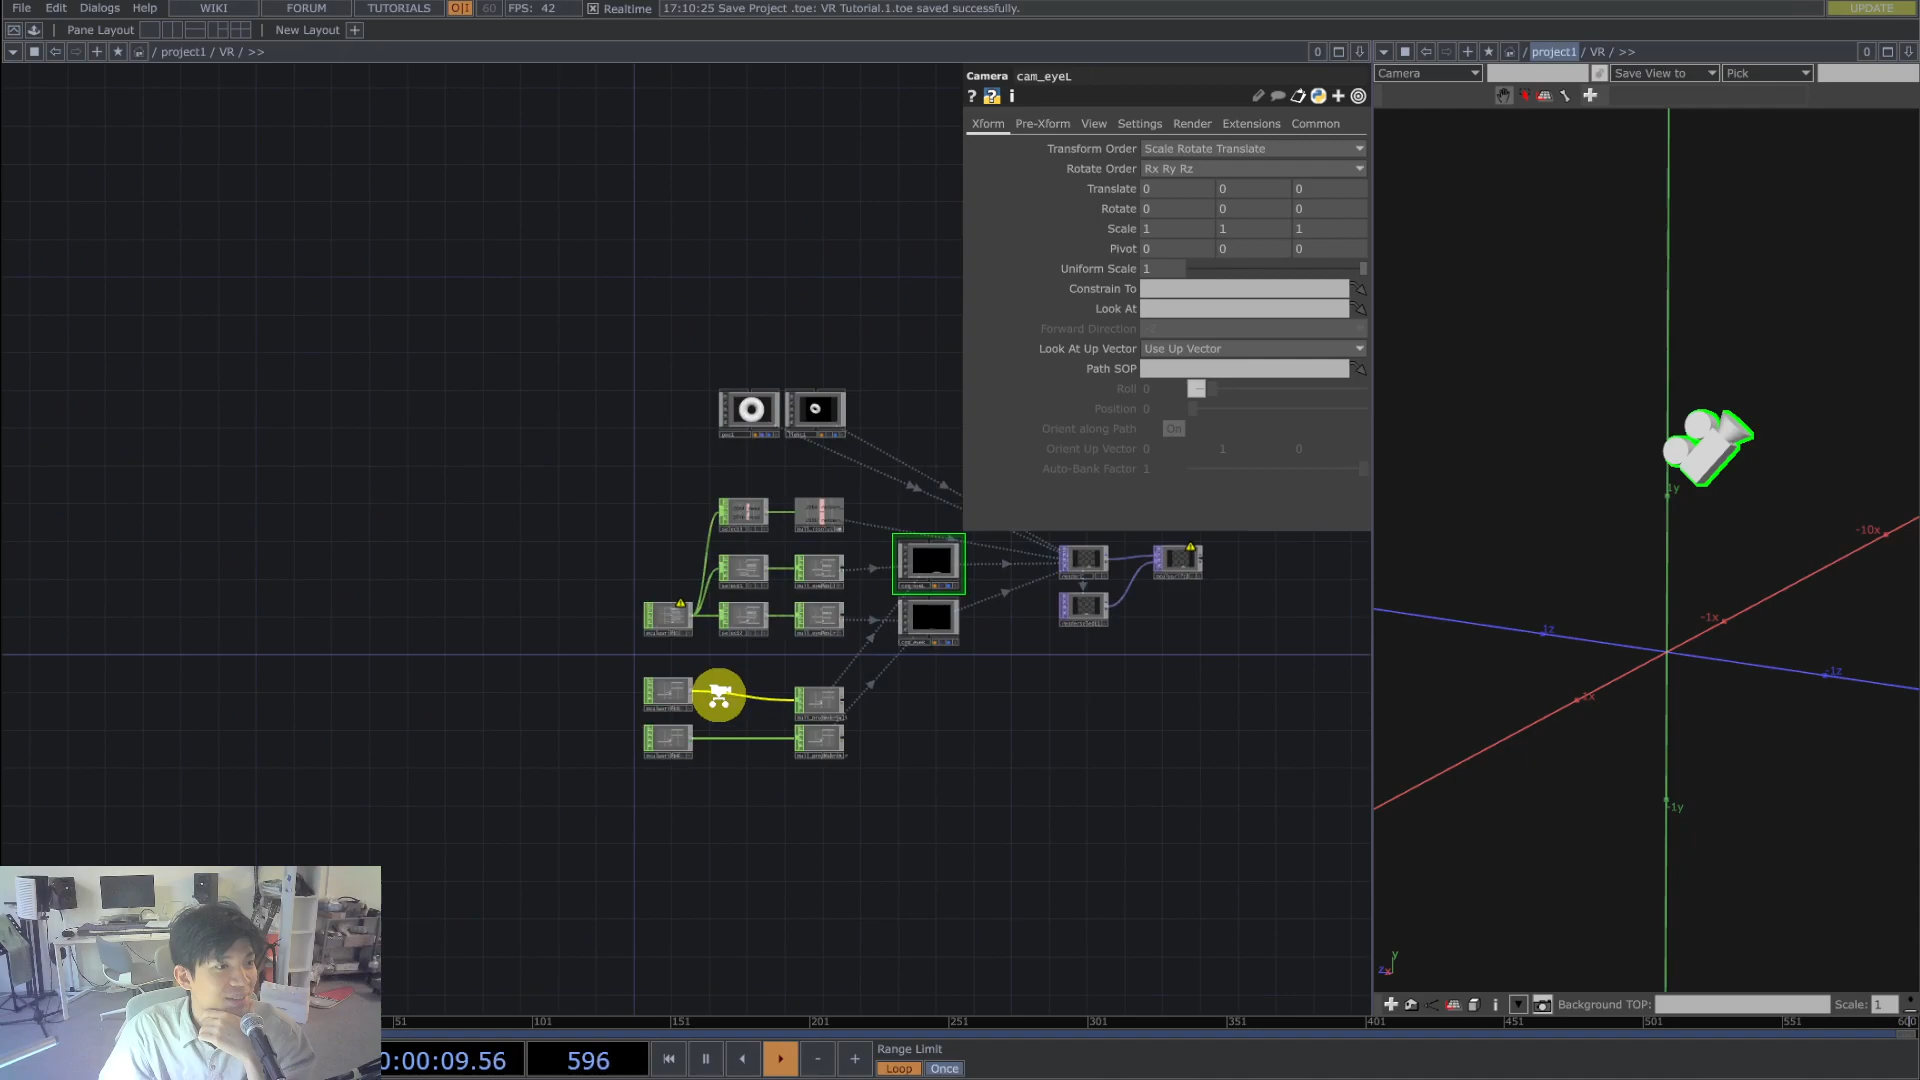 File Edit Dialogs Help WIKI FORUM TUTORIALS O|I 60 FPS: 42 Realtime 17:10:25 Save Project .toe: VR Tutorial.1.toe saved successfully. UPDATE
Pane Layout New Layout
/ project1 / VR / >> 0 / project1 / VR / >> 0
Camera cam_eyeL
Camera Save View to Pick
Xform Pre-Xform View Settings Render Extensions Common
Transform Order Scale Rotate Translate
Rotate Order Rx Ry Rz
Translate 0 0 0
Rotate 0 0 0
Scale 1 1 1
Pivot 0 0 0
Uniform Scale 1
Constrain To
Look At
Forward Direction -Z
Look At Up Vector Use Up Vector
Path SOP
Roll 0
Position 0
Orient along Path On
Orient Up Vector 0 1 0
Auto-Bank Factor 1
1y
-10x
-1x
1z
-1z
1x
-1y
y
zx
Background TOP: Scale: 1
51 101 151 201 251 301 351 401 451 501 551 600
0:00:09.56 596 Range Limit
Loop Once